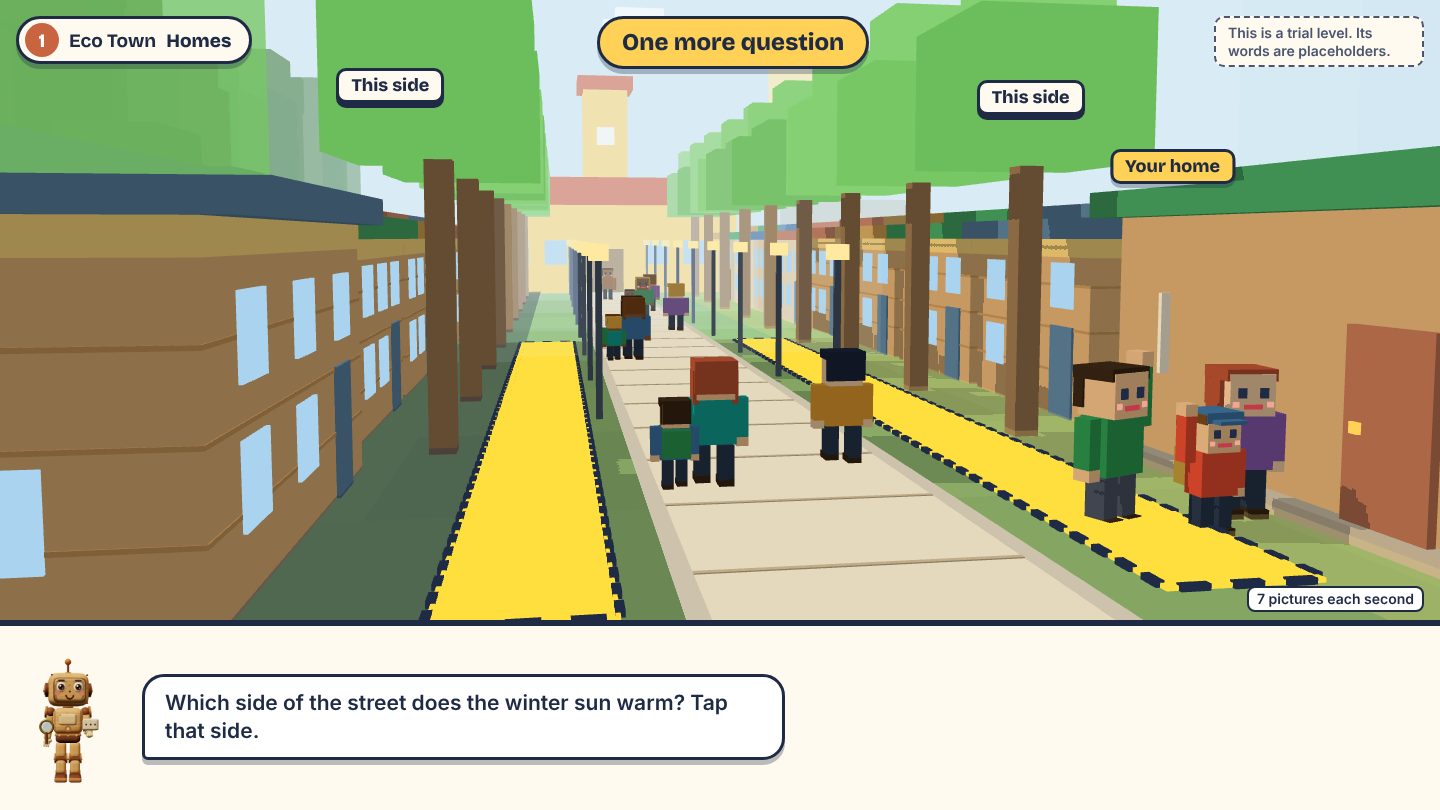 1 Eco Town Homes
One more question
This is a trial level. Its
words are placeholders.
This side
This side
Your home
7 pictures each second
Which side of the street does the winter sun warm? Tap
that side.